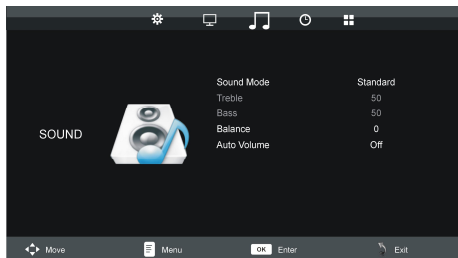 Sound Mode Standard
Treble 50
Bass 50
SOUND
Balance 0
Auto Volume Off
Move Menu OK Enter Exit